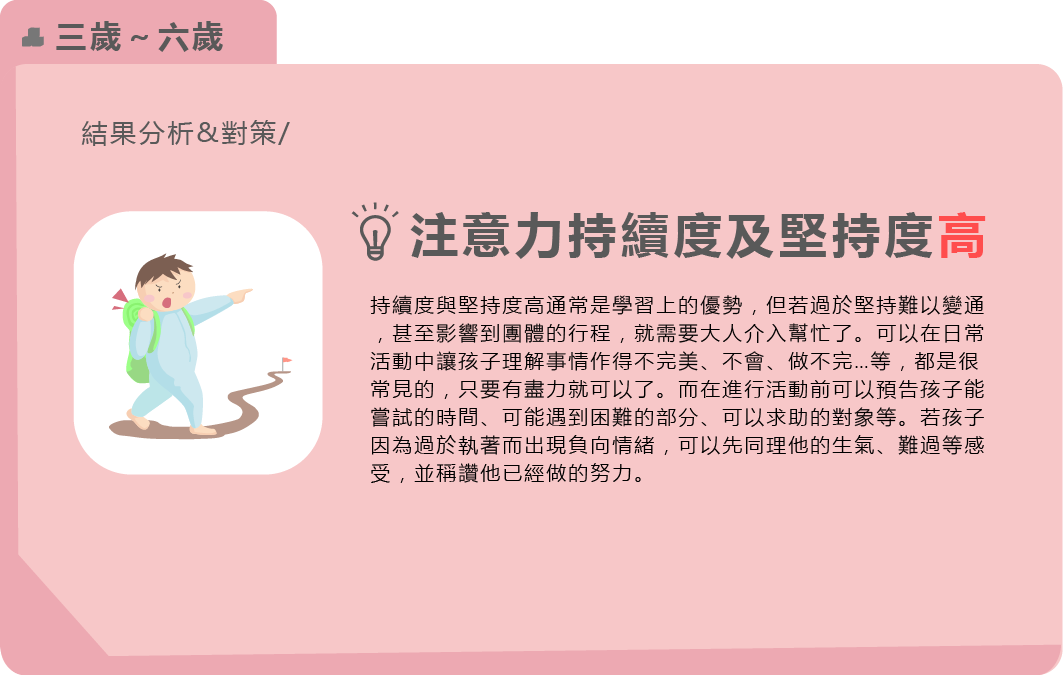 三歲~六歲
結果分析&對策/
注意力持續度及堅持度高
持續度與堅持度高通常是學習上的優勢，但若過於堅持難以變通
，甚至影響到團體的行程，就需要大人介入幫忙了。可以在日常
活動中讓孩子理解事情作得不完美、不會、做不完...等，都是很
常見的，只要有盡力就可以了。而在進行活動前可以預告孩子能
嘗試的時間、可能遇到困難的部分、可以求助的對象等。若孩子
因為過於執著而出現負向情緒，可以先同理他的生氣、難過等感
受，並稱讚他已經做的努力。